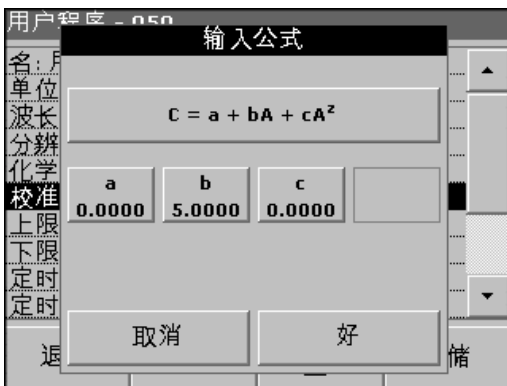 用户程序 - 050
输入公式
名:
单位
波长
C = a + bA + cA²
分辨
化学
a b c
校准
0.0000 5.0000 0.0000
上限
下限
定时
定时
取消 好
退 储